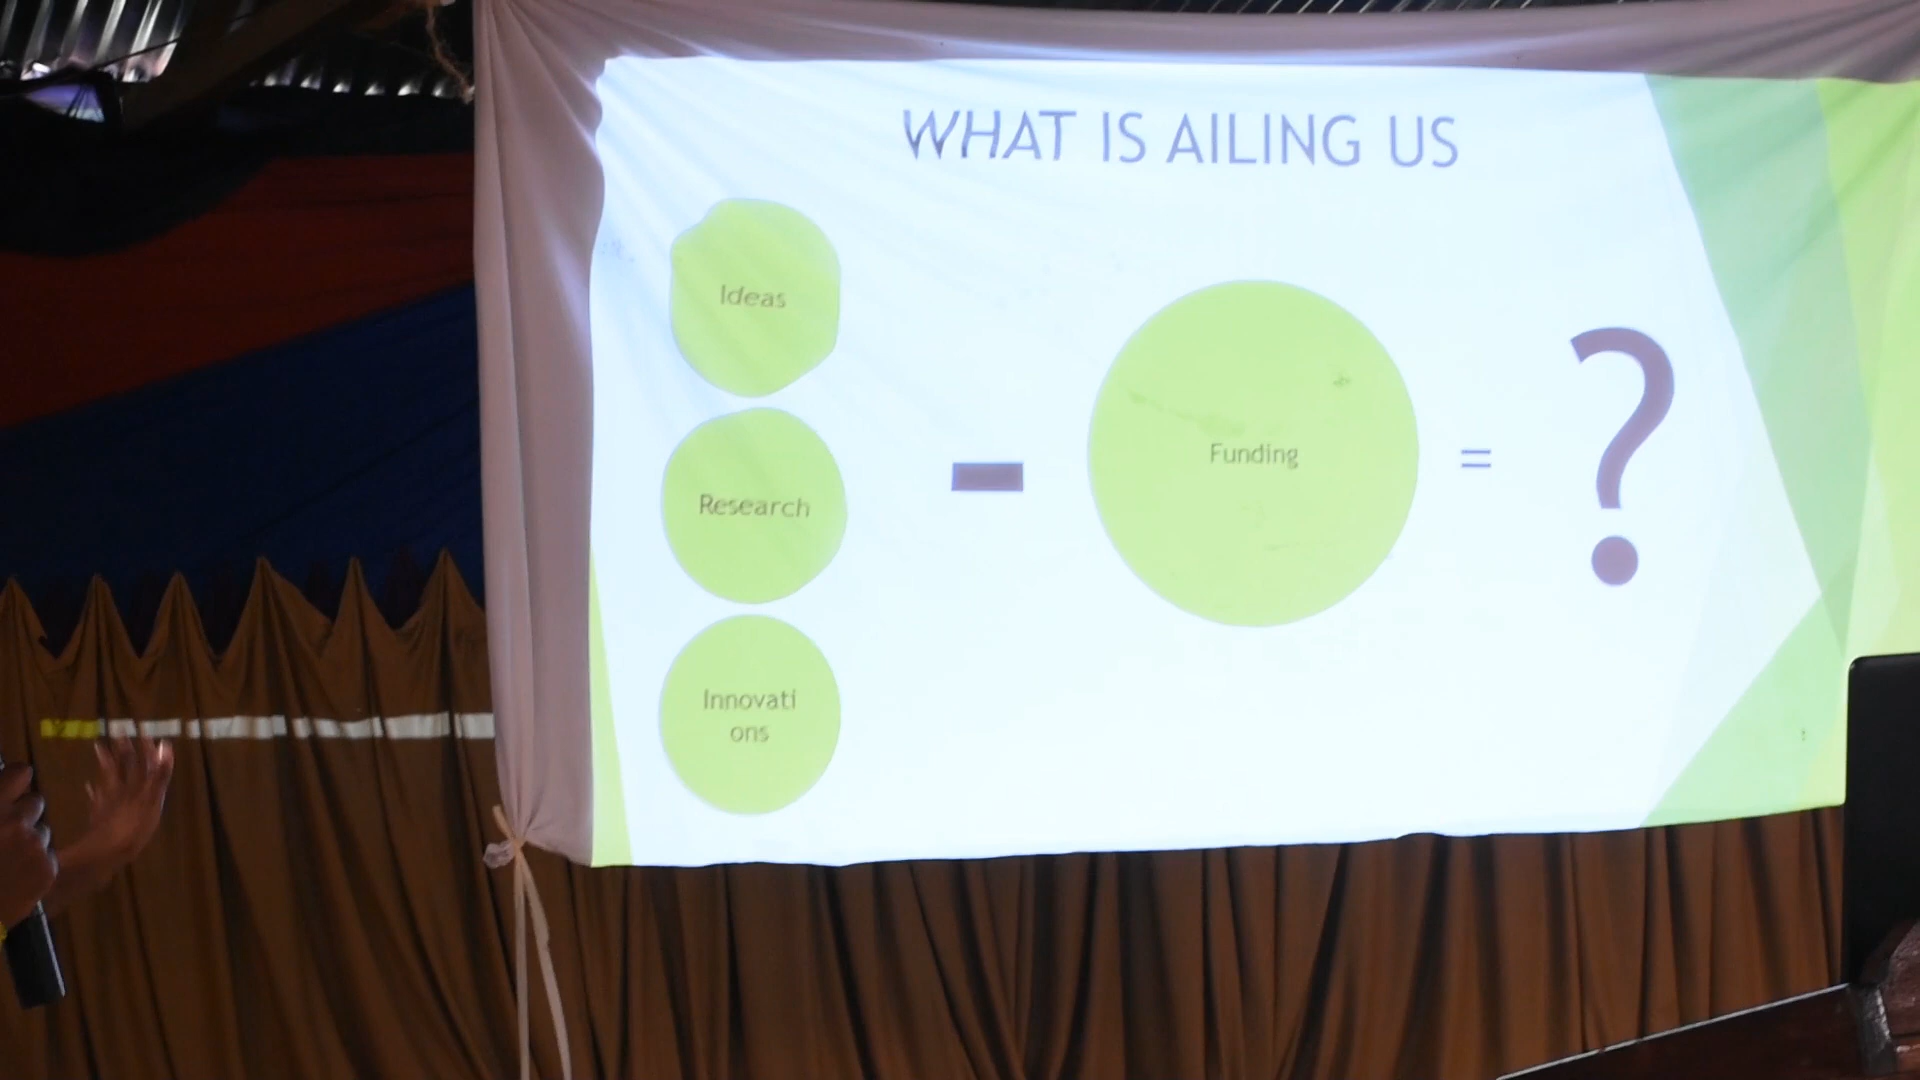 WHAT IS AILING US
Ideas
Research
Innovati
ons
-
Funding
=
?